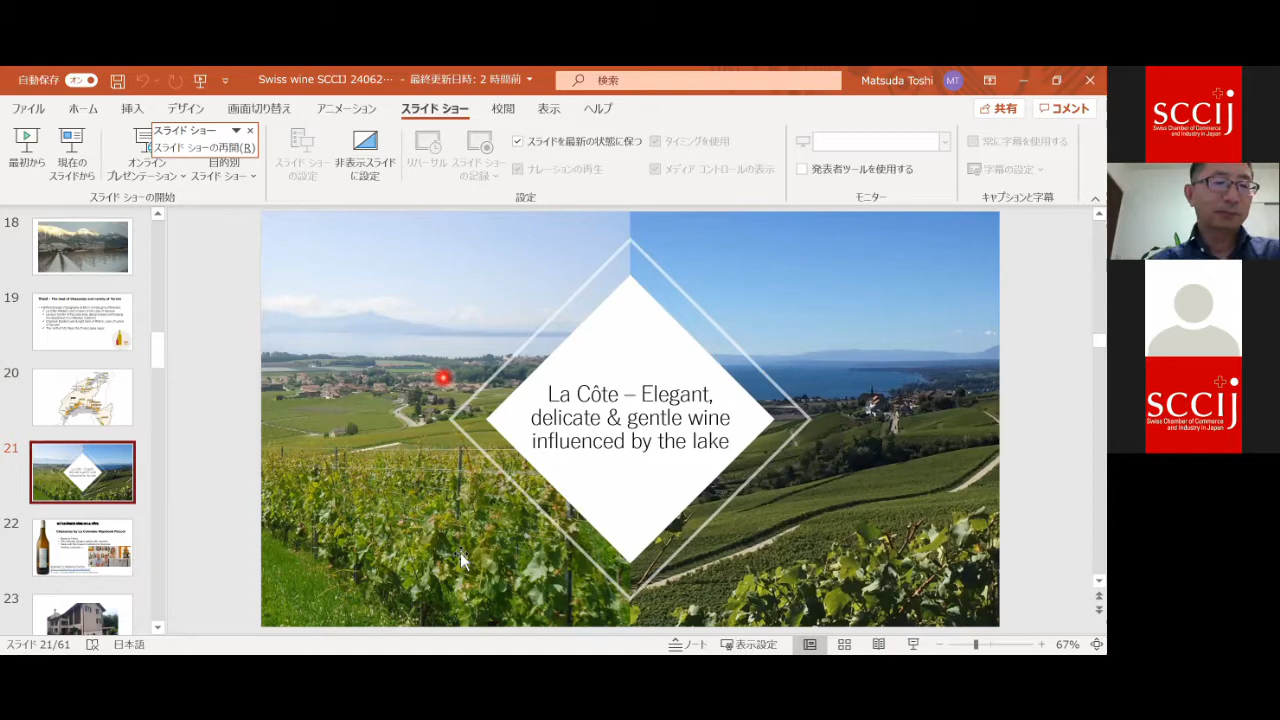 自動保存 オン
Swiss wine SCCIJ 24062... – 最終更新日時: 2 時間前
検索
Matsuda Toshi MT
ファイル ホーム 挿入 デザイン 画面切り替え アニメーション スライド ショー 校閲 表示 ヘルプ
共有 コメント
スライド ショー
スライド ショーの再開(R)
最初から
現在の
スライドから
オンライン
プレゼンテーション
目的別
スライド ショー
スライド ショーの開始
スライド ショー
の設定
非表示スライド
に設定
リハーサル
スライド ショー
の記録
スライドを最新の状態に保つ
ナレーションの再生
タイミングを使用
メディア コントロールの表示
設定
発表者ツールを使用する
モニター
常に字幕を使用する
字幕の設定
キャプションと字幕
18
19
20
21
22
23
La Côte – Elegant,
delicate & gentle wine
influenced by the lake
スライド 21/61
日本語
ノート
表示設定
67%
SCCIJ
Swiss Chamber of Commerce
and Industry in Japan
SCCIJ
Swiss Chamber of Commerce
and Industry in Japan